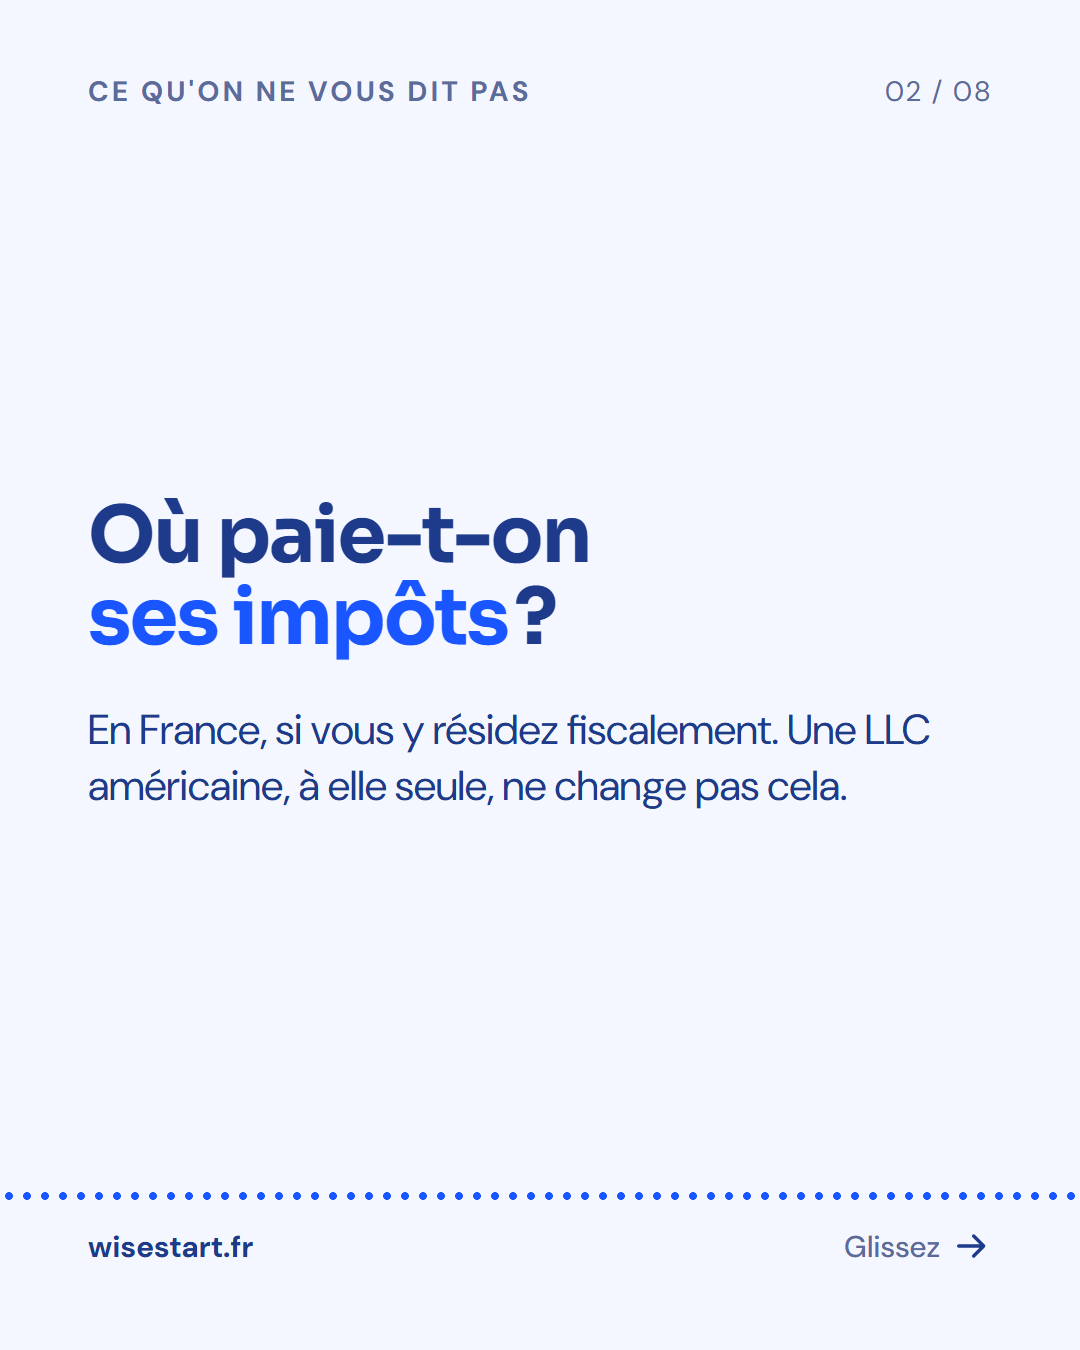 CE QU'ON NE VOUS DIT PAS
02 / 08
Où paie-t-on
ses impôts ?
En France, si vous y résidez fiscalement. Une LLC
américaine, à elle seule, ne change pas cela.
wisestart.fr
Glissez →